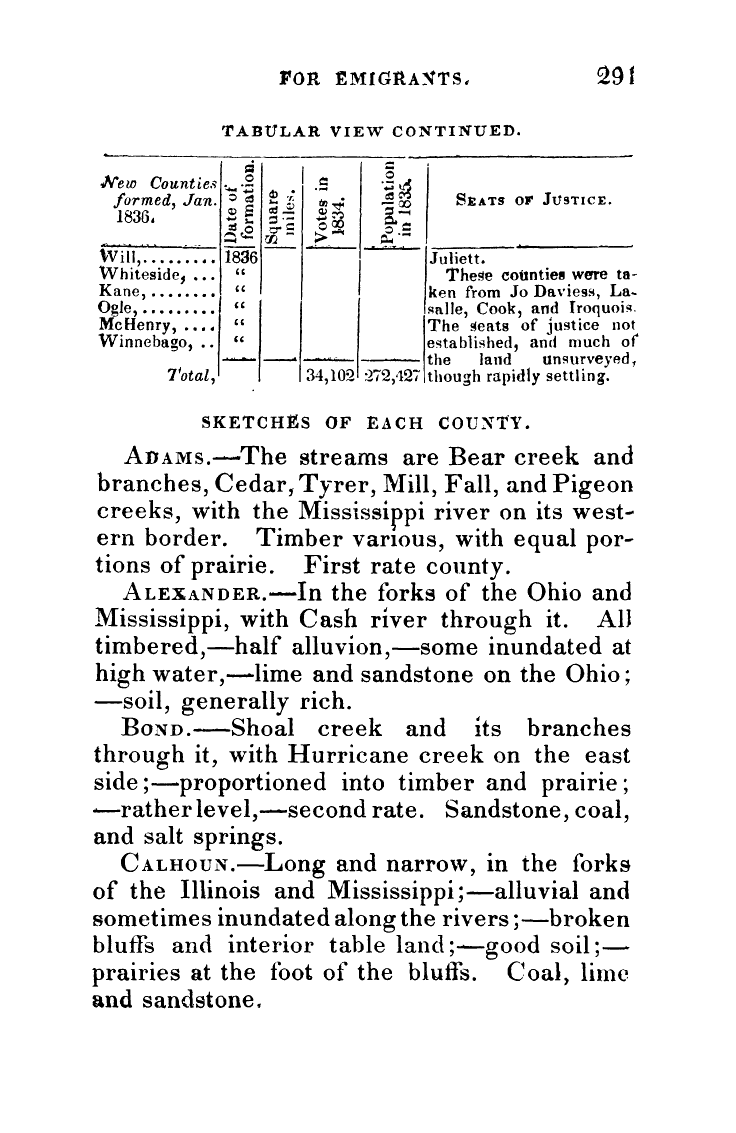 FOR EMIGRANTS. 291
TABULAR VIEW CONTINUED.
New Counties formed, Jan. 1836. Date of formation. Square miles. Votes in 1834. Population in 1835. SEATS OF JUSTICE.
Will,......... 1836 Juliett.
Whiteside, ... “ These counties were ta-
Kane, ........ “ ken from Jo Daviess, La-
Ogle,......... “ salle, Cook, and Iroquois.
McHenry, .... “ The seats of justice not
Winnebago, .. “ established, and much of
the land unsurveyed,
Total, 34,102 272,427 though rapidly settling.
SKETCHES OF EACH COUNTY.
ADAMS.—The streams are Bear creek and
branches, Cedar, Tyrer, Mill, Fall, and Pigeon
creeks, with the Mississippi river on its west-
ern border. Timber various, with equal por-
tions of prairie. First rate county.
ALEXANDER.—In the forks of the Ohio and
Mississippi, with Cash river through it. All
timbered,—half alluvion,—some inundated at
high water,—lime and sandstone on the Ohio;
—soil, generally rich.
BOND.—Shoal creek and its branches
through it, with Hurricane creek on the east
side;—proportioned into timber and prairie;
—rather level,—second rate. Sandstone, coal,
and salt springs.
CALHOUN.—Long and narrow, in the forks
of the Illinois and Mississippi;—alluvial and
sometimes inundated along the rivers;—broken
bluffs and interior table land;—good soil;—
prairies at the foot of the bluffs. Coal, lime
and sandstone.